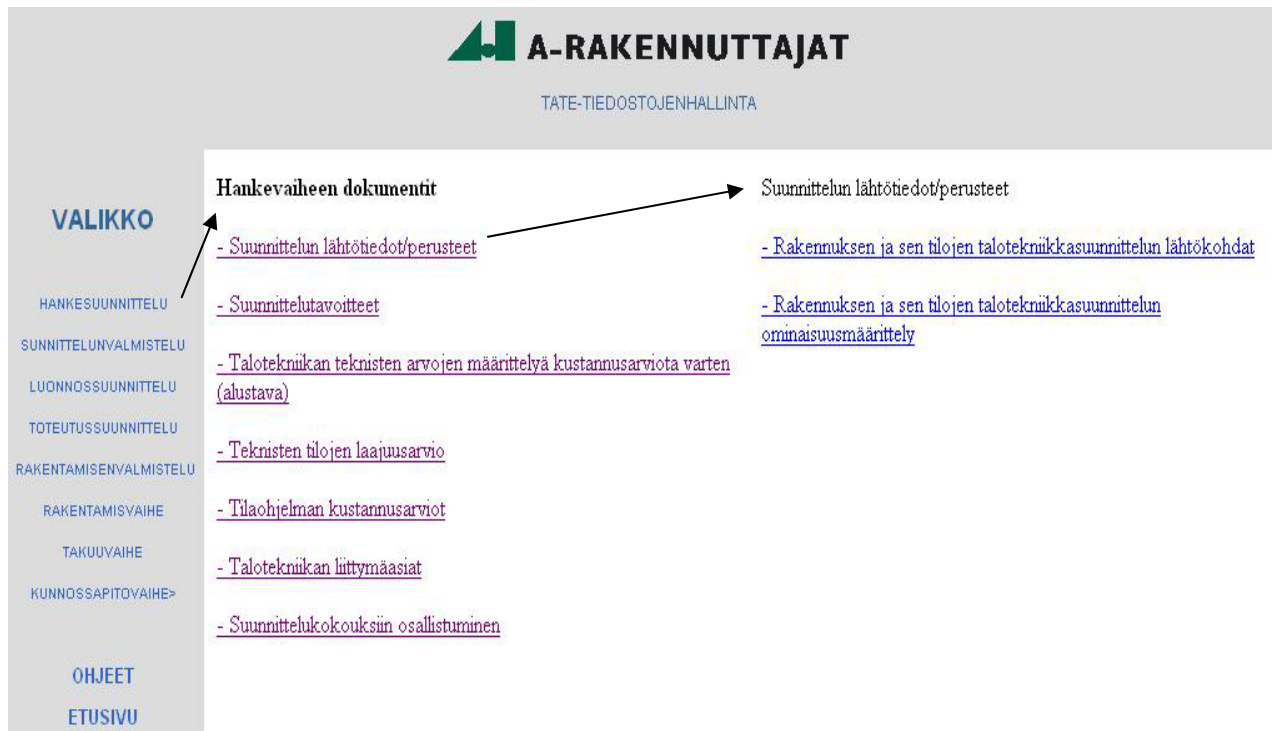 A-RAKENNUTTAJAT
TATE-TIEDOSTOJENHALLINTA
VALIKKO
HANKESUUNNITTELU
SUNNITTELUNVALMISTELU
LUONNOSSUUNNITTELU
TOTEUTUSSUUNNITTELU
RAKENTAMISENVALMISTELU
RAKENTAMISVAIHE
TAKUUVAIHE
KUNNOSSAPITOVAIHE>
OHJEET
ETUSIVU
Hankevaiheen dokumentit
- Suunnittelun lähtötiedot/perusteet
- Suunnittelutavoitteet
- Talotekniikan teknisten arvojen määrittelyä kustannusarviota varten
(alustava)
- Teknisten tilojen laajuusarvio
- Tilaohjelman kustannusarviot
- Talotekniikan liittymäasiat
- Suunnittelukokouksiin osallistuminen
Suunnittelun lähtötiedot/perusteet
- Rakennuksen ja sen tilojen talotekniikkasuunnittelun lähtökohdat
- Rakennuksen ja sen tilojen talotekniikkasuunnittelun
ominaisuusmäärittely